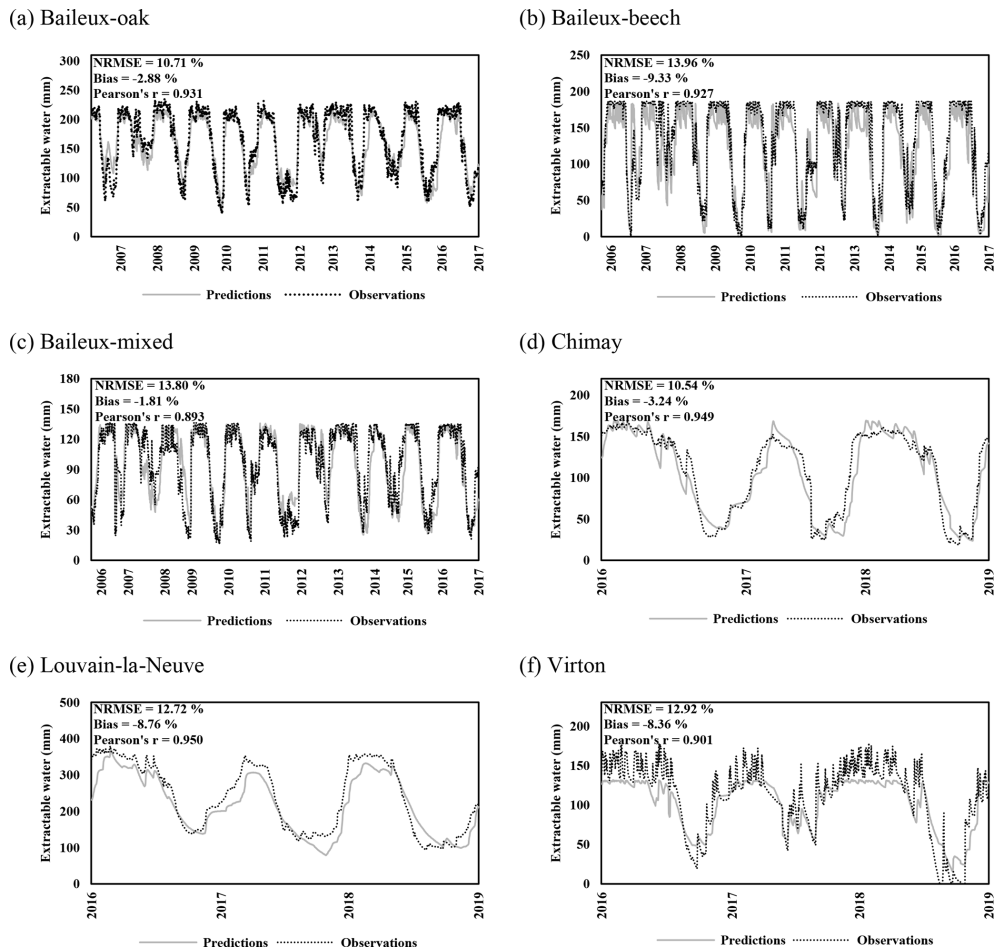 (a) Baileux-oak
NRMSE = 10.71 %
Bias = -2.88 %
Pearson's r = 0.931
Extractable water (mm)
300
250
200
150
100
50
0
2007
2008
2009
2010
2011
2012
2013
2014
2015
2016
2017
Predictions
Observations
(b) Baileux-beech
NRMSE = 13.96 %
Bias = -9.33 %
Pearson's r = 0.927
Extractable water (mm)
250
200
150
100
50
0
2006
2007
2008
2009
2010
2011
2012
2013
2014
2015
2016
2017
Predictions
Observations
(c) Baileux-mixed
NRMSE = 13.80 %
Bias = -1.81 %
Pearson's r = 0.893
Extractable water (mm)
180
150
120
90
60
30
0
2006
2007
2008
2009
2010
2011
2012
2013
2014
2015
2016
2017
Predictions
Observations
(d) Chimay
NRMSE = 10.54 %
Bias = -3.24 %
Pearson's r = 0.949
Extractable water (mm)
200
150
100
50
0
2016
2017
2018
2019
Predictions
Observations
(e) Louvain-la-Neuve
NRMSE = 12.72 %
Bias = -8.76 %
Pearson's r = 0.950
Extractable water (mm)
500
400
300
200
100
0
2016
2017
2018
2019
Predictions
Observations
(f) Virton
NRMSE = 12.92 %
Bias = -8.36 %
Pearson's r = 0.901
Extractable water (mm)
200
150
100
50
0
2016
2017
2018
2019
Predictions
Observations